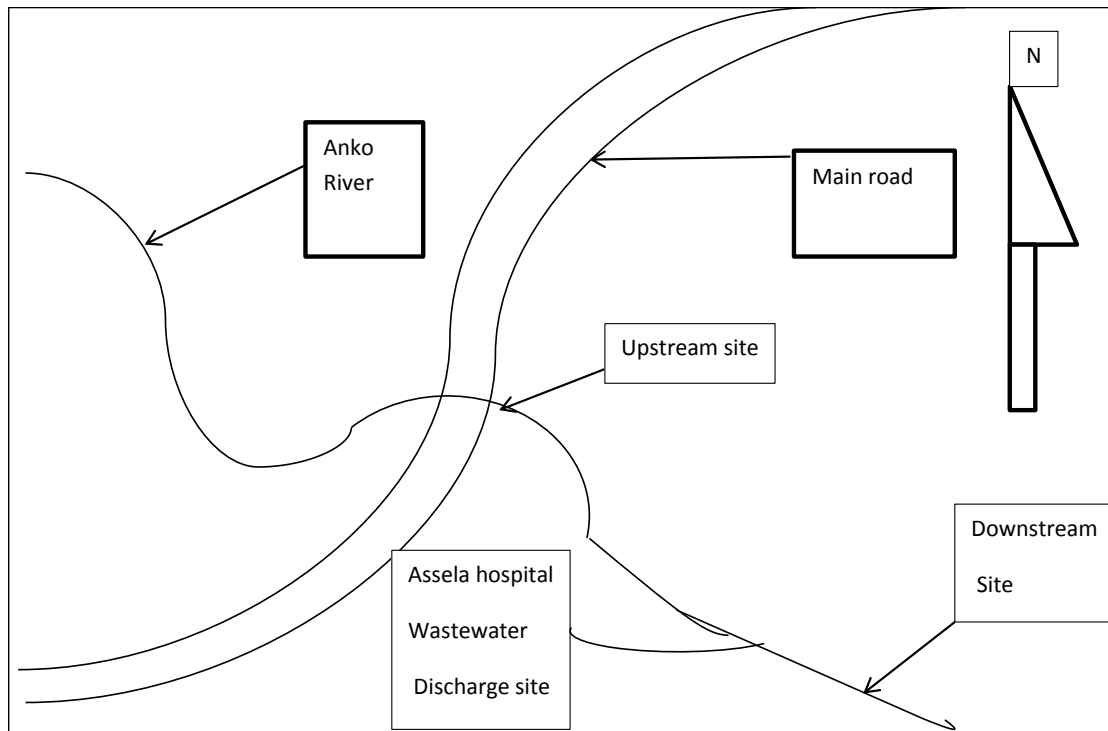 N
Anko
River
Main road
Upstream site
Downstream
Site
Assela hospital
Wastewater
Discharge site